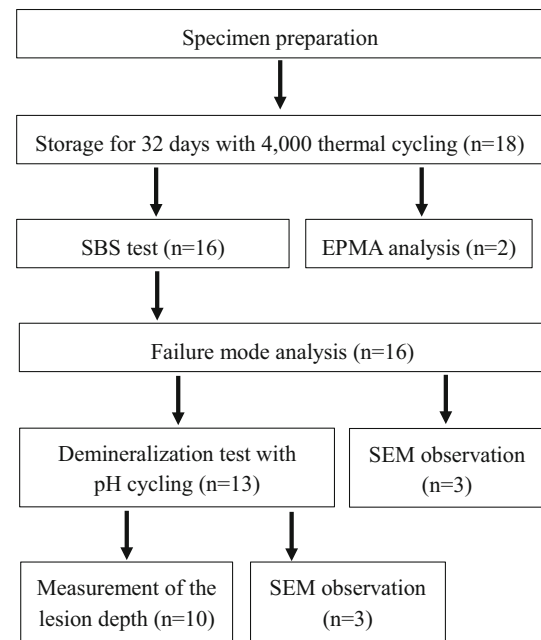 Specimen preparation
Storage for 32 days with 4,000 thermal cycling (n=18)
SBS test (n=16)
EPMA analysis (n=2)
Failure mode analysis (n=16)
Demineralization test with
pH cycling (n=13)
SEM observation
(n=3)
Measurement of the
lesion depth (n=10)
SEM observation
(n=3)